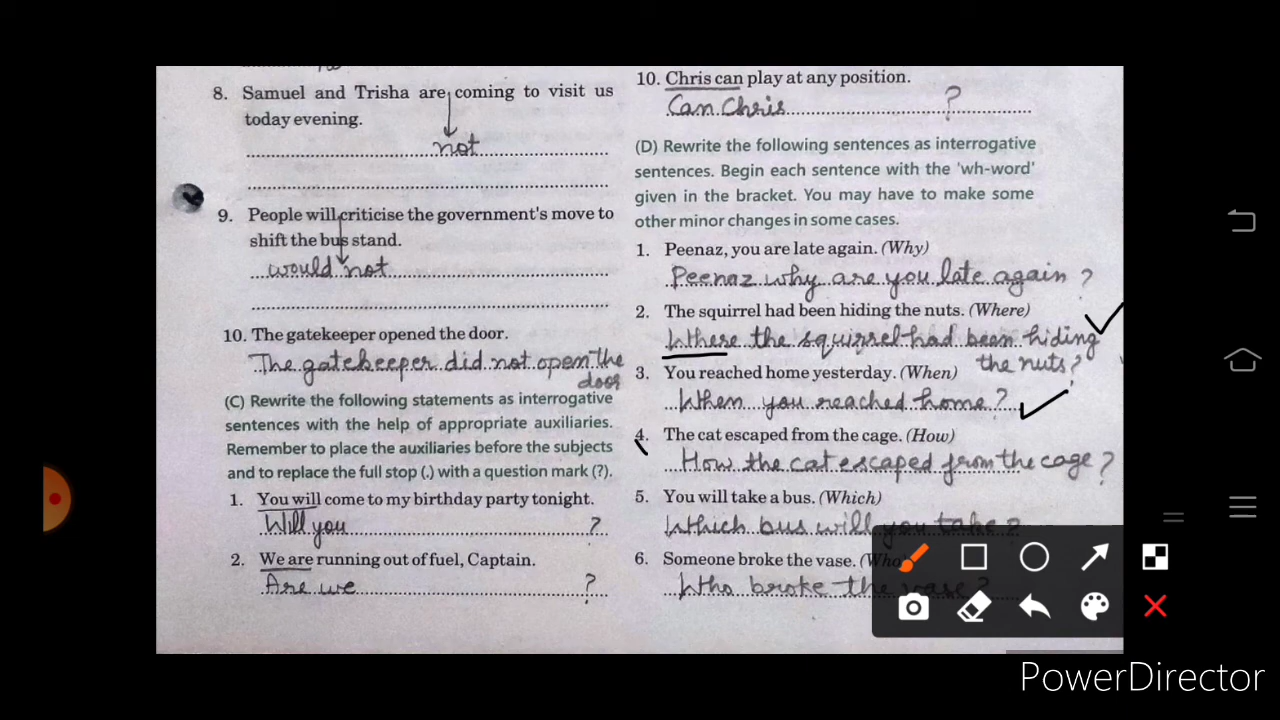 8. Samuel and Trisha are coming to visit us
today evening.
not
9. People will criticise the government's move to
shift the bus stand.
would not
10. The gatekeeper opened the door.
The gatekeeper did not open the
door
(C) Rewrite the following statements as interrogative
sentences with the help of appropriate auxiliaries.
Remember to place the auxiliaries before the subjects
and to replace the full stop (.) with a question mark (?).
1. You will come to my birthday party tonight.
Will you ?
2. We are running out of fuel, Captain.
Are we ?
10. Chris can play at any position.
Can Chris ?
(D) Rewrite the following sentences as interrogative
sentences. Begin each sentence with the 'wh-word'
given in the bracket. You may have to make some
other minor changes in some cases.
1. Peenaz, you are late again. (Why)
Peenaz why are you late again ?
2. The squirrel had been hiding the nuts. (Where)
Where the squirrel had been hiding
the nuts?
3. You reached home yesterday. (When)
When you reached home?
4. The cat escaped from the cage. (How)
How the cat escaped from the cage ?
5. You will take a bus. (Which)
Which bus will you take ?
6. Someone broke the vase. (Who
Who broke the vase?
PowerDirector